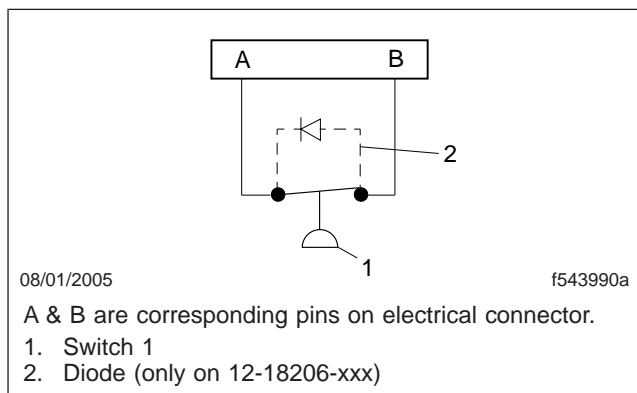 A B
2
1
08/01/2005 f543990a
A & B are corresponding pins on electrical connector.
1. Switch 1
2. Diode (only on 12-18206-xxx)